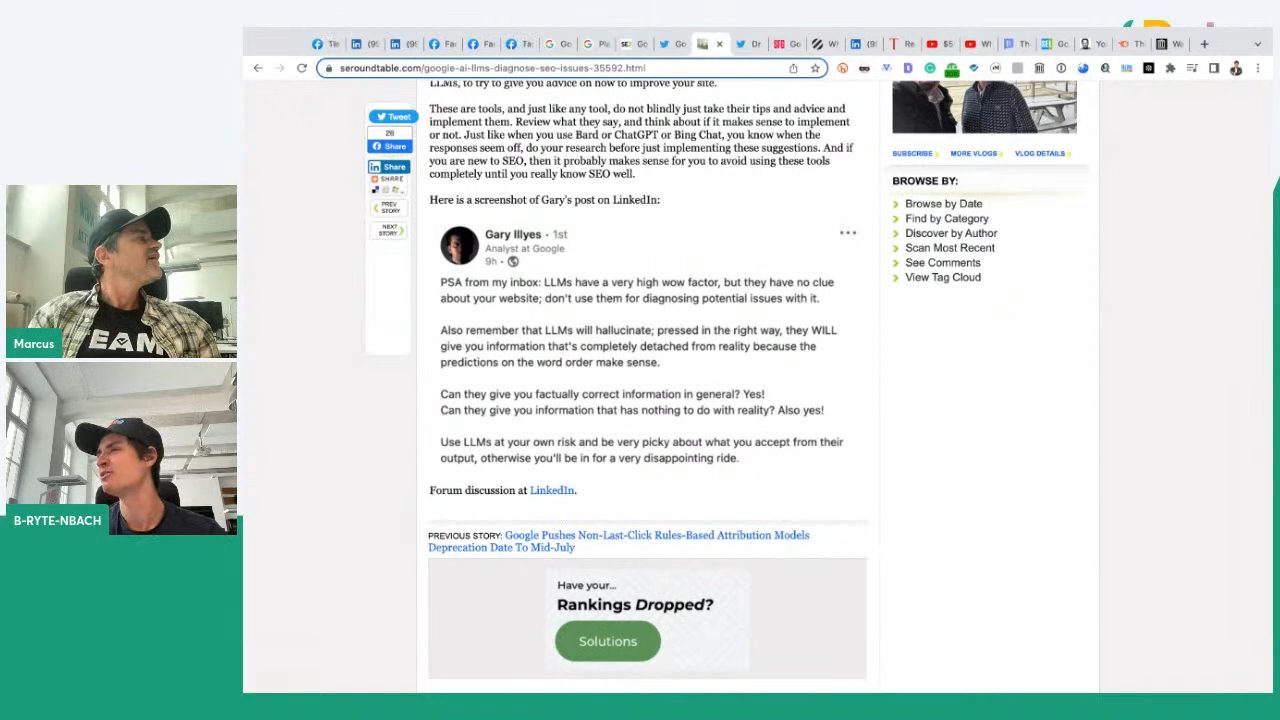 seroundtable.com/google-ai-llms-diagnose-seo-issues-35592.html
LLMs, to try to give you advice on how to improve your site.
These are tools, and just like any tool, do not blindly just take their tips and advice and
implement them. Review what they say, and think about if it makes sense to implement
or not. Just like when you use Bard or ChatGPT or Bing Chat, you know when the
responses seem off, do your research before just implementing these suggestions. And if
you are new to SEO, then it probably makes sense for you to avoid using these tools
completely until you really know SEO well.
Here is a screenshot of Gary's post on LinkedIn:
Gary Illyes • 1st
Analyst at Google
9h •
PSA from my inbox: LLMs have a very high wow factor, but they have no clue
about your website; don't use them for diagnosing potential issues with it.
Also remember that LLMs will hallucinate; pressed in the right way, they WILL
give you information that's completely detached from reality because the
predictions on the word order make sense.
Can they give you factually correct information in general? Yes!
Can they give you information that has nothing to do with reality? Also yes!
Use LLMs at your own risk and be very picky about what you accept from their
output, otherwise you'll be in for a very disappointing ride.
Forum discussion at LinkedIn.
PREVIOUS STORY: Google Pushes Non-Last-Click Rules-Based Attribution Models
Deprecation Date To Mid-July
Have your...
Rankings Dropped?
Solutions
Tweet
28
Share
in Share
SHARE
PREV
STORY
NEXT
STORY
SUBSCRIBE
MORE VLOGS
VLOG DETAILS
BROWSE BY:
Browse by Date
Find by Category
Discover by Author
Scan Most Recent
See Comments
View Tag Cloud
TEAM
Marcus
B-RYTE-NBACH